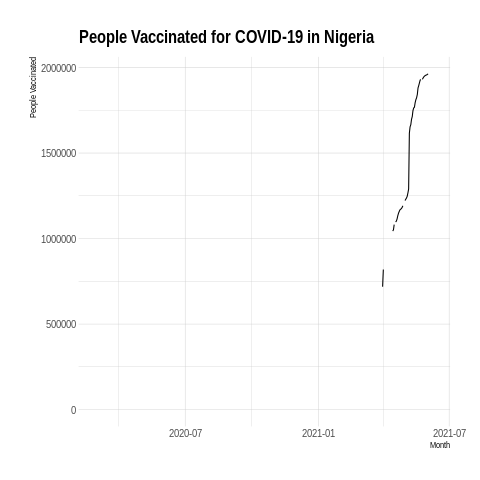 People Vaccinated for COVID-19 in Nigeria
People Vaccinated
2000000
1500000
1000000
500000
0
2020-07
2021-01
2021-07
Month